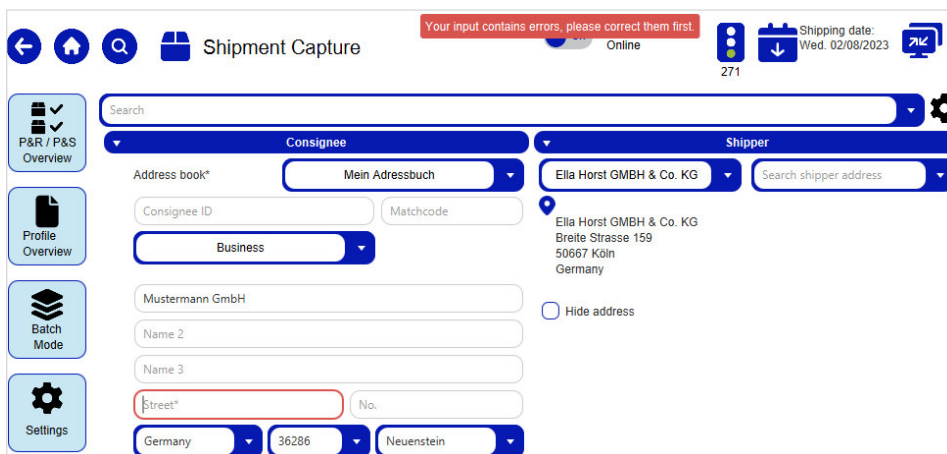 Your input contains errors, please correct them first.
Shipment Capture
Online
271
Shipping date:
Wed. 02/08/2023
P&R / P&S
Overview
Profile
Overview
Batch
Mode
Settings
Search
Consignee
Address book*
Mein Adressbuch
Consignee ID
Matchcode
Business
Mustermann GmbH
Name 2
Name 3
Street*
No.
Germany
36286
Neuenstein
Shipper
Ella Horst GMBH & Co. KG
Search shipper address
Ella Horst GMBH & Co. KG
Breite Strasse 159
50667 Köln
Germany
Hide address